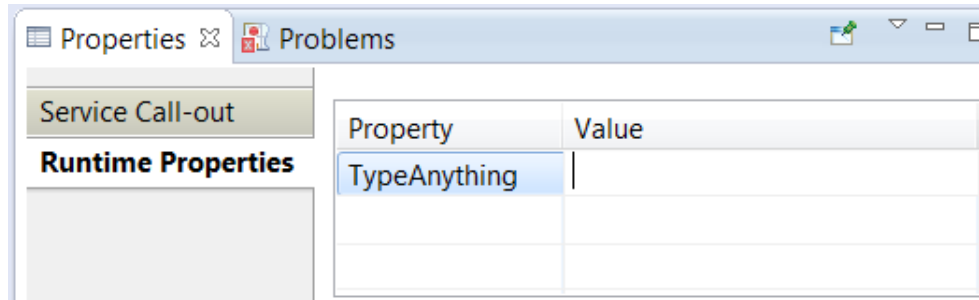 Properties Problems
Service Call-out
Runtime Properties
Property Value
TypeAnything